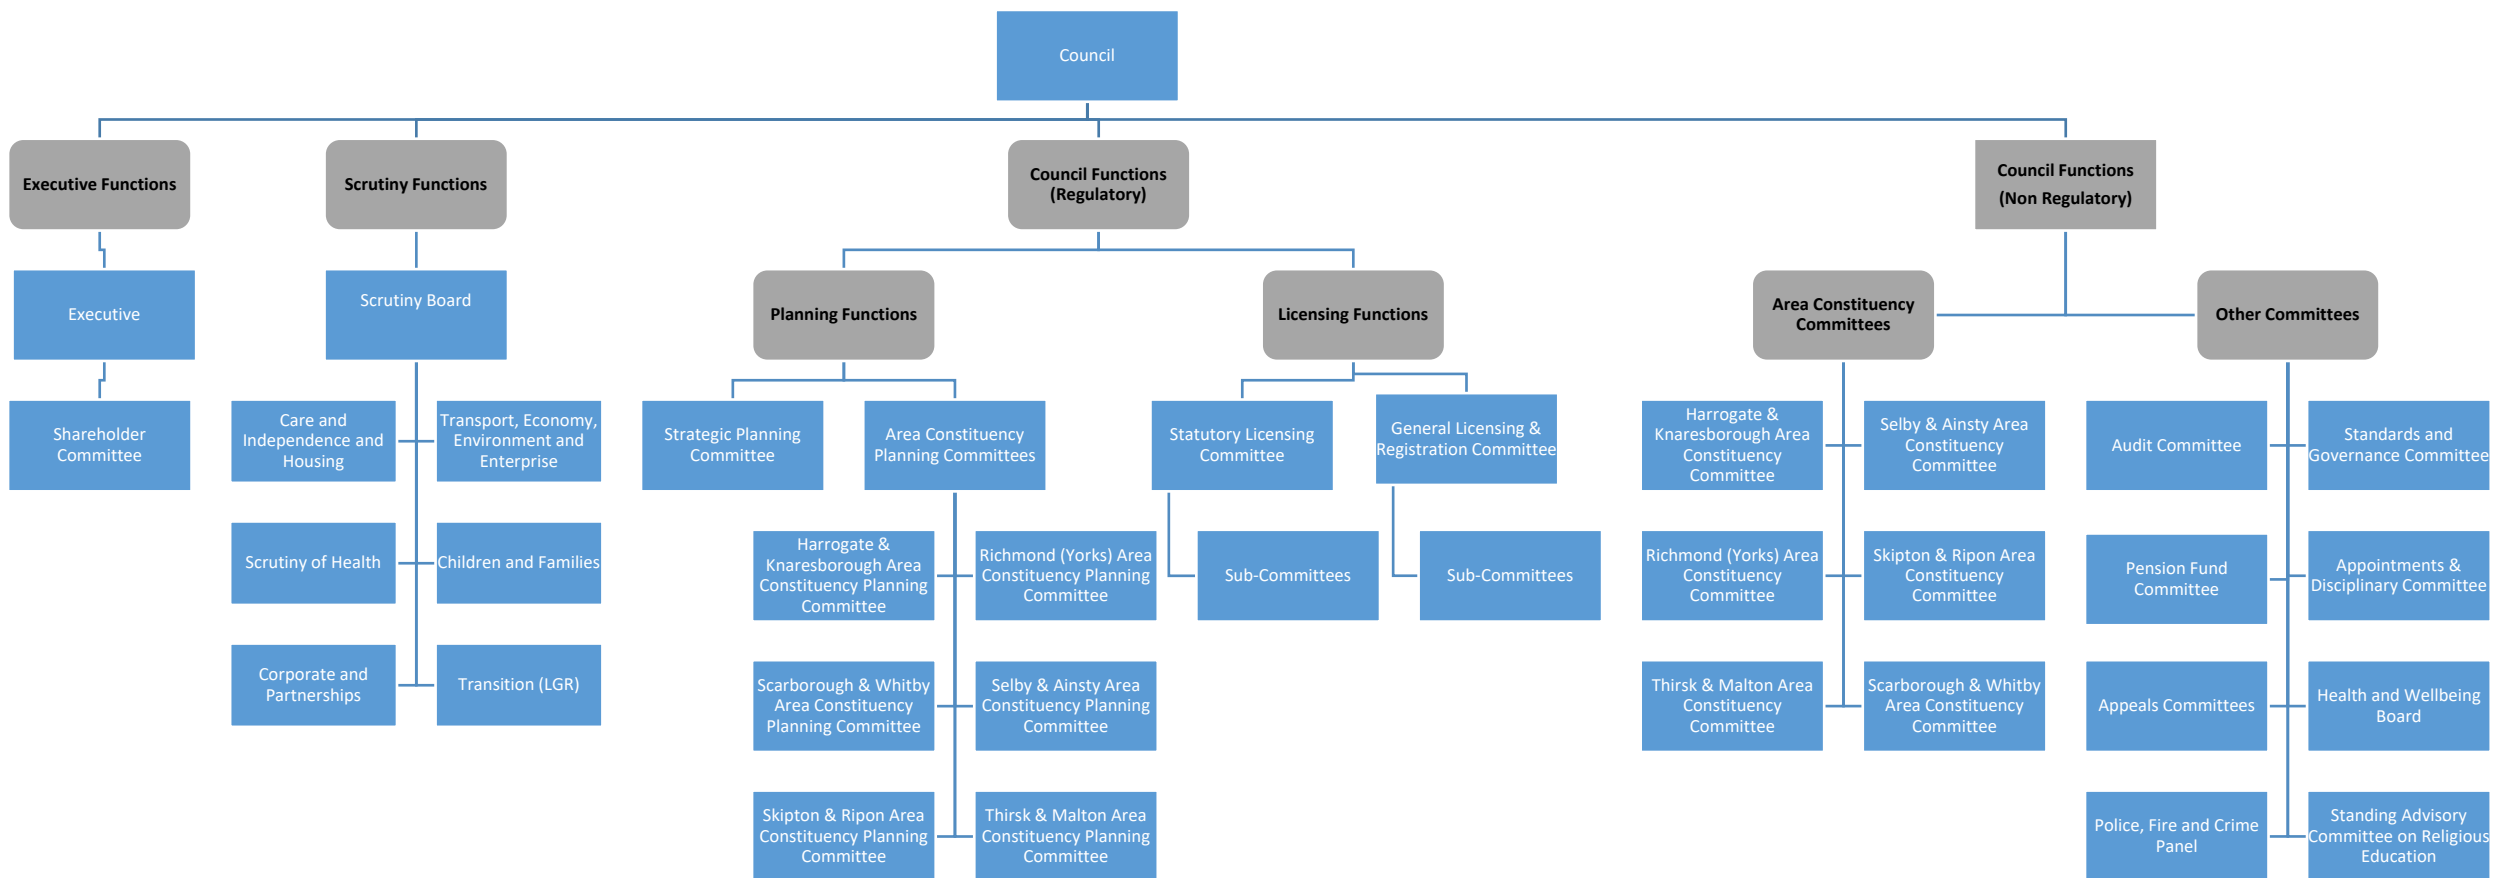 Council
Executive Functions
Scrutiny Functions
Council Functions
(Regulatory)
Council Functions
(Non Regulatory)
Executive
Scrutiny Board
Planning Functions
Licensing Functions
Area Constituency
Committees
Other Committees
Shareholder
Committee
Care and
Independence and
Housing
Transport, Economy,
Environment and
Enterprise
Strategic Planning
Committee
Area Constituency
Planning Committees
Statutory Licensing
Committee
General Licensing &
Registration Committee
Harrogate &
Knaresborough Area
Constituency
Committee
Selby & Ainsty Area
Constituency
Committee
Audit Committee
Standards and
Governance Committee
Scrutiny of Health
Children and Families
Harrogate &
Knaresborough Area
Constituency Planning
Committee
Richmond (Yorks) Area
Constituency Planning
Committee
Sub-Committees
Sub-Committees
Richmond (Yorks) Area
Constituency
Committee
Skipton & Ripon Area
Constituency
Committee
Pension Fund
Committee
Appointments &
Disciplinary Committee
Corporate and
Partnerships
Transition (LGR)
Scarborough & Whitby
Area Constituency
Planning Committee
Selby & Ainsty Area
Constituency Planning
Committee
Thirsk & Malton Area
Constituency
Committee
Scarborough & Whitby
Area Constituency
Committee
Appeals Committees
Health and Wellbeing
Board
Skipton & Ripon Area
Constituency Planning
Committee
Thirsk & Malton Area
Constituency Planning
Committee
Police, Fire and Crime
Panel
Standing Advisory
Committee on Religious
Education